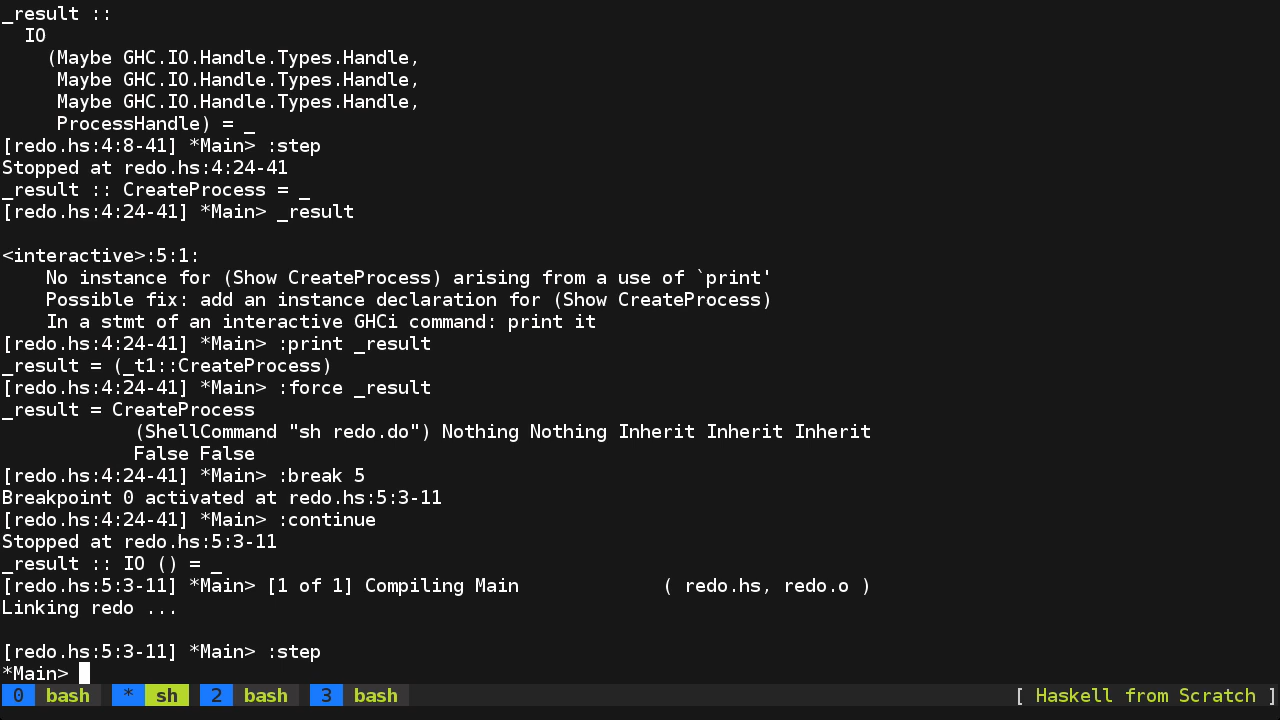 _result ::
  IO
    (Maybe GHC.IO.Handle.Types.Handle,
     Maybe GHC.IO.Handle.Types.Handle,
     Maybe GHC.IO.Handle.Types.Handle,
     ProcessHandle) = _
[redo.hs:4:8-41] *Main> :step
Stopped at redo.hs:4:24-41
_result :: CreateProcess = _
[redo.hs:4:24-41] *Main> _result

<interactive>:5:1:
    No instance for (Show CreateProcess) arising from a use of `print'
    Possible fix: add an instance declaration for (Show CreateProcess)
    In a stmt of an interactive GHCi command: print it
[redo.hs:4:24-41] *Main> :print _result
_result = (_t1::CreateProcess)
[redo.hs:4:24-41] *Main> :force _result
_result = CreateProcess
            (ShellCommand "sh redo.do") Nothing Nothing Inherit Inherit Inherit
            False False
[redo.hs:4:24-41] *Main> :break 5
Breakpoint 0 activated at redo.hs:5:3-11
[redo.hs:4:24-41] *Main> :continue
Stopped at redo.hs:5:3-11
_result :: IO () = _
[redo.hs:5:3-11] *Main> [1 of 1] Compiling Main             ( redo.hs, redo.o )
Linking redo ...

[redo.hs:5:3-11] *Main> :step
*Main>
0 bash * sh 2 bash 3 bash [ Haskell from Scratch ]